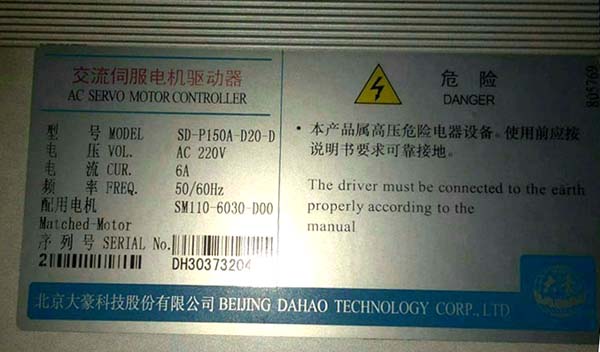 交流伺服电机驱动器
AC SERVO MOTOR CONTROLLER
型 号 MODEL SD-P150A-D20-D
电 压 VOL. AC 220V
电 流 CUR. 6A
频 率 FREQ. 50/60Hz
配用电机 SM110-6030-D00
Matched-Motor
序 列 号 SERIAL No.
2
DH30373204
危 险
DANGER
· 本产品属高压危险电器设备。使用前应按
说明书要求可靠接地。
The driver must be connected to the earth
properly according to the
manual
805769
大豪
北京大豪科技股份有限公司 BEIJING DAHAO TECHNOLOGY CORP., LTD